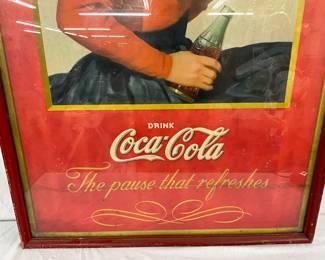 DRINK
Coca-Cola
The pause that refreshes